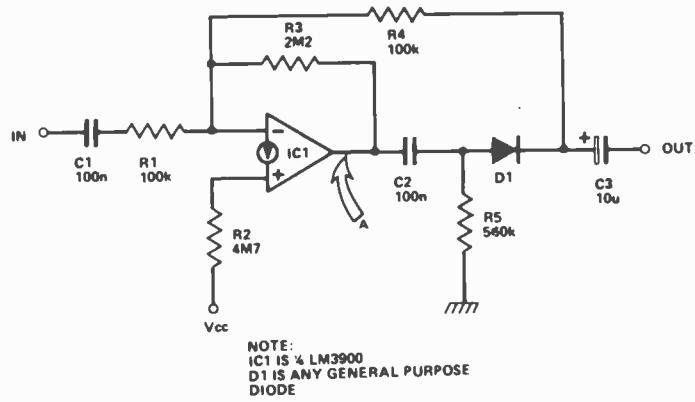 R3
2M2
R4
100k
IN
C1
100n
R1
100k
−
IC1
+
A
C2
100n
D1
+
OUT
C3
10u
R2
4M7
R5
560k
Vcc
NOTE:
IC1 IS ¼ LM3900
D1 IS ANY GENERAL PURPOSE
DIODE